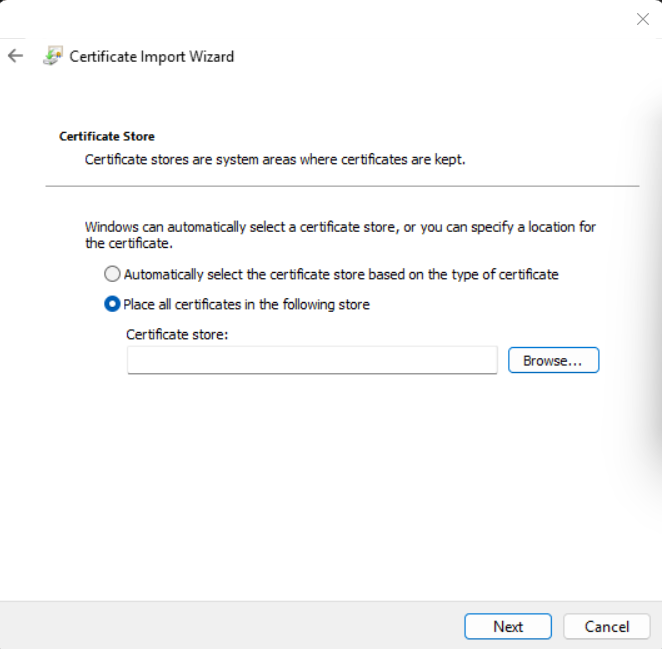 Certificate Import Wizard
Certificate Store
Certificate stores are system areas where certificates are kept.
Windows can automatically select a certificate store, or you can specify a location for
the certificate.
Automatically select the certificate store based on the type of certificate
Place all certificates in the following store
Certificate store:
Browse...
Next
Cancel